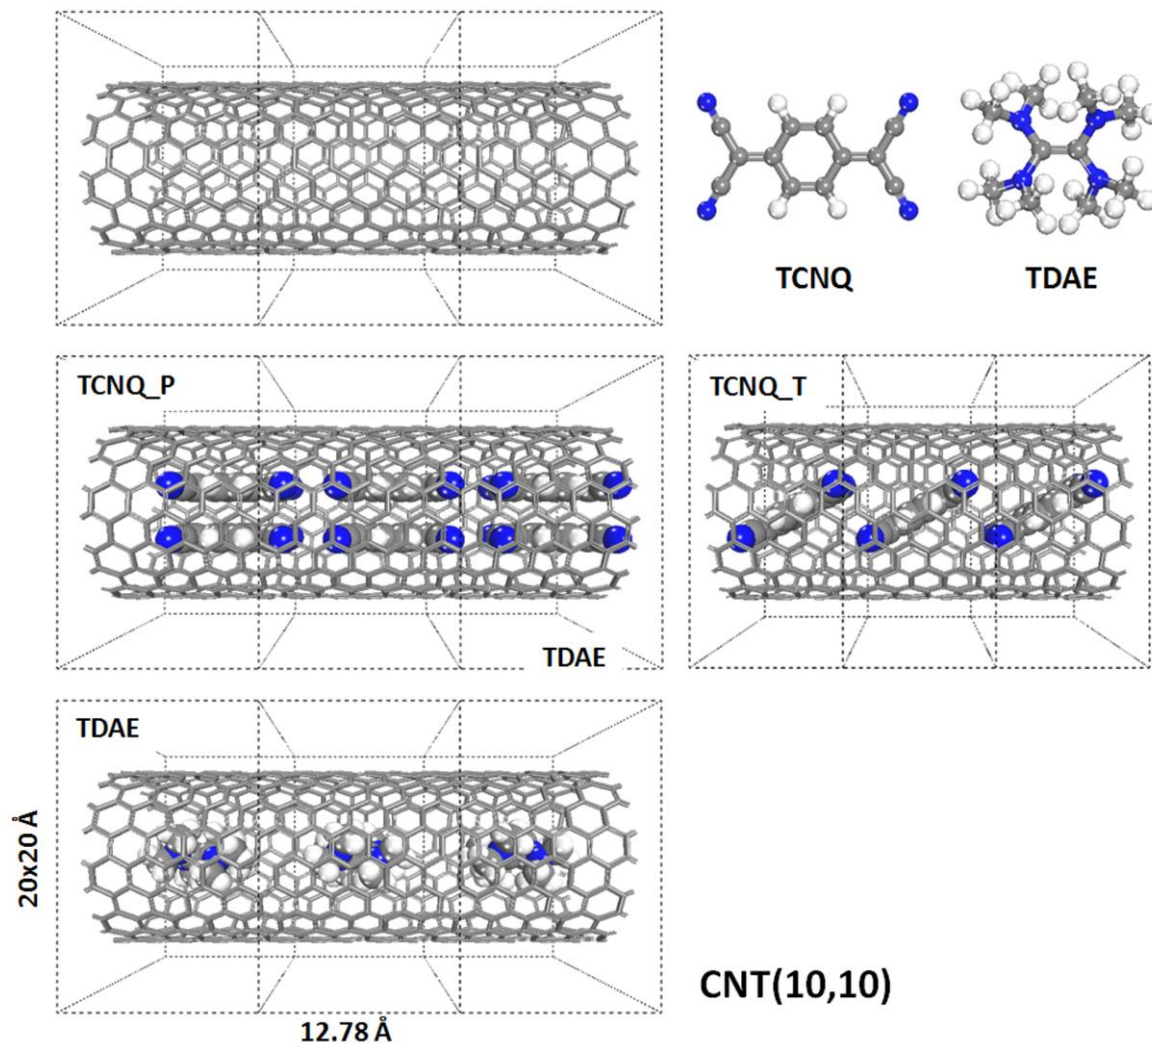 TCNQ
TDAE
TCNQ_P
TCNQ_T
TDAE
TDAE
20x20 Å
CNT(10,10)
12.78 Å